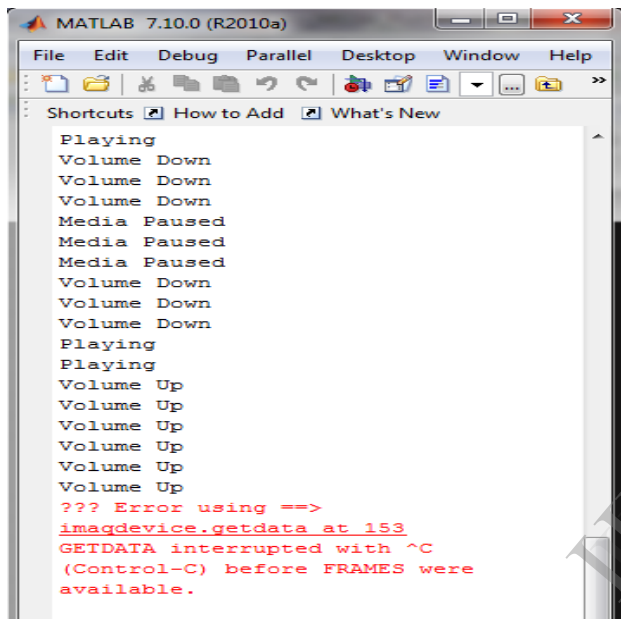 MATLAB 7.10.0 (R2010a)
File Edit Debug Parallel Desktop Window Help
Shortcuts How to Add What's New
Playing
Volume Down
Volume Down
Volume Down
Media Paused
Media Paused
Media Paused
Volume Down
Volume Down
Volume Down
Playing
Playing
Volume Up
Volume Up
Volume Up
Volume Up
Volume Up
Volume Up
??? Error using ==>
imaqdevice.getdata at 153
GETDATA interrupted with ^C
(Control-C) before FRAMES were
available.